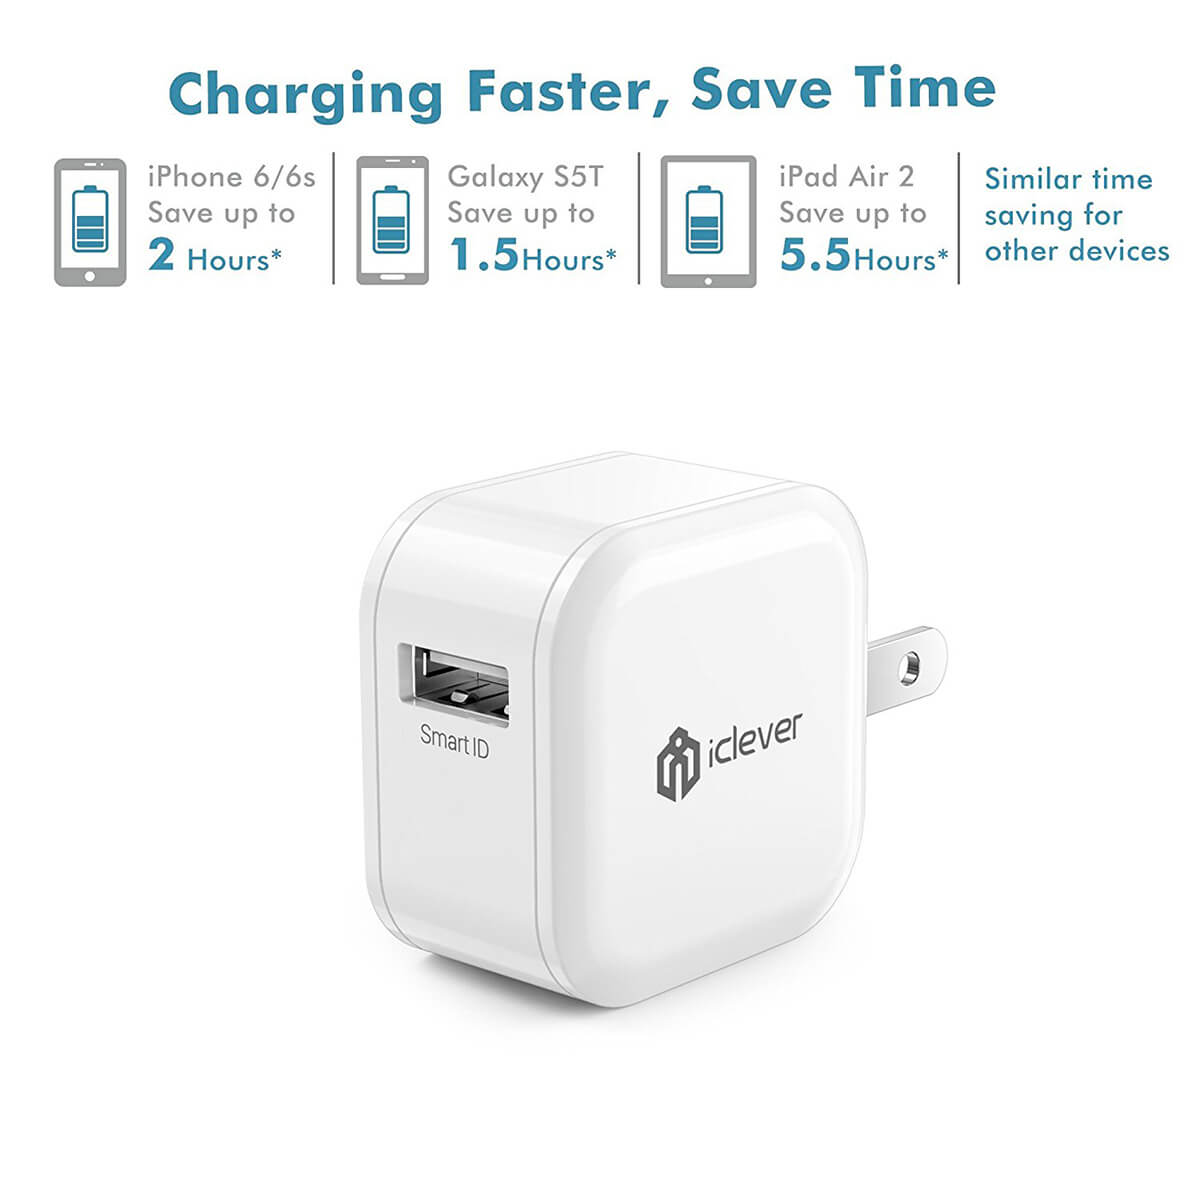 Charging Faster, Save Time
iPhone 6/6s
Save up to
2 Hours*
Galaxy S5T
Save up to
1.5Hours*
iPad Air 2
Save up to
5.5Hours*
Similar time
saving for
other devices
Smart ID
iclever